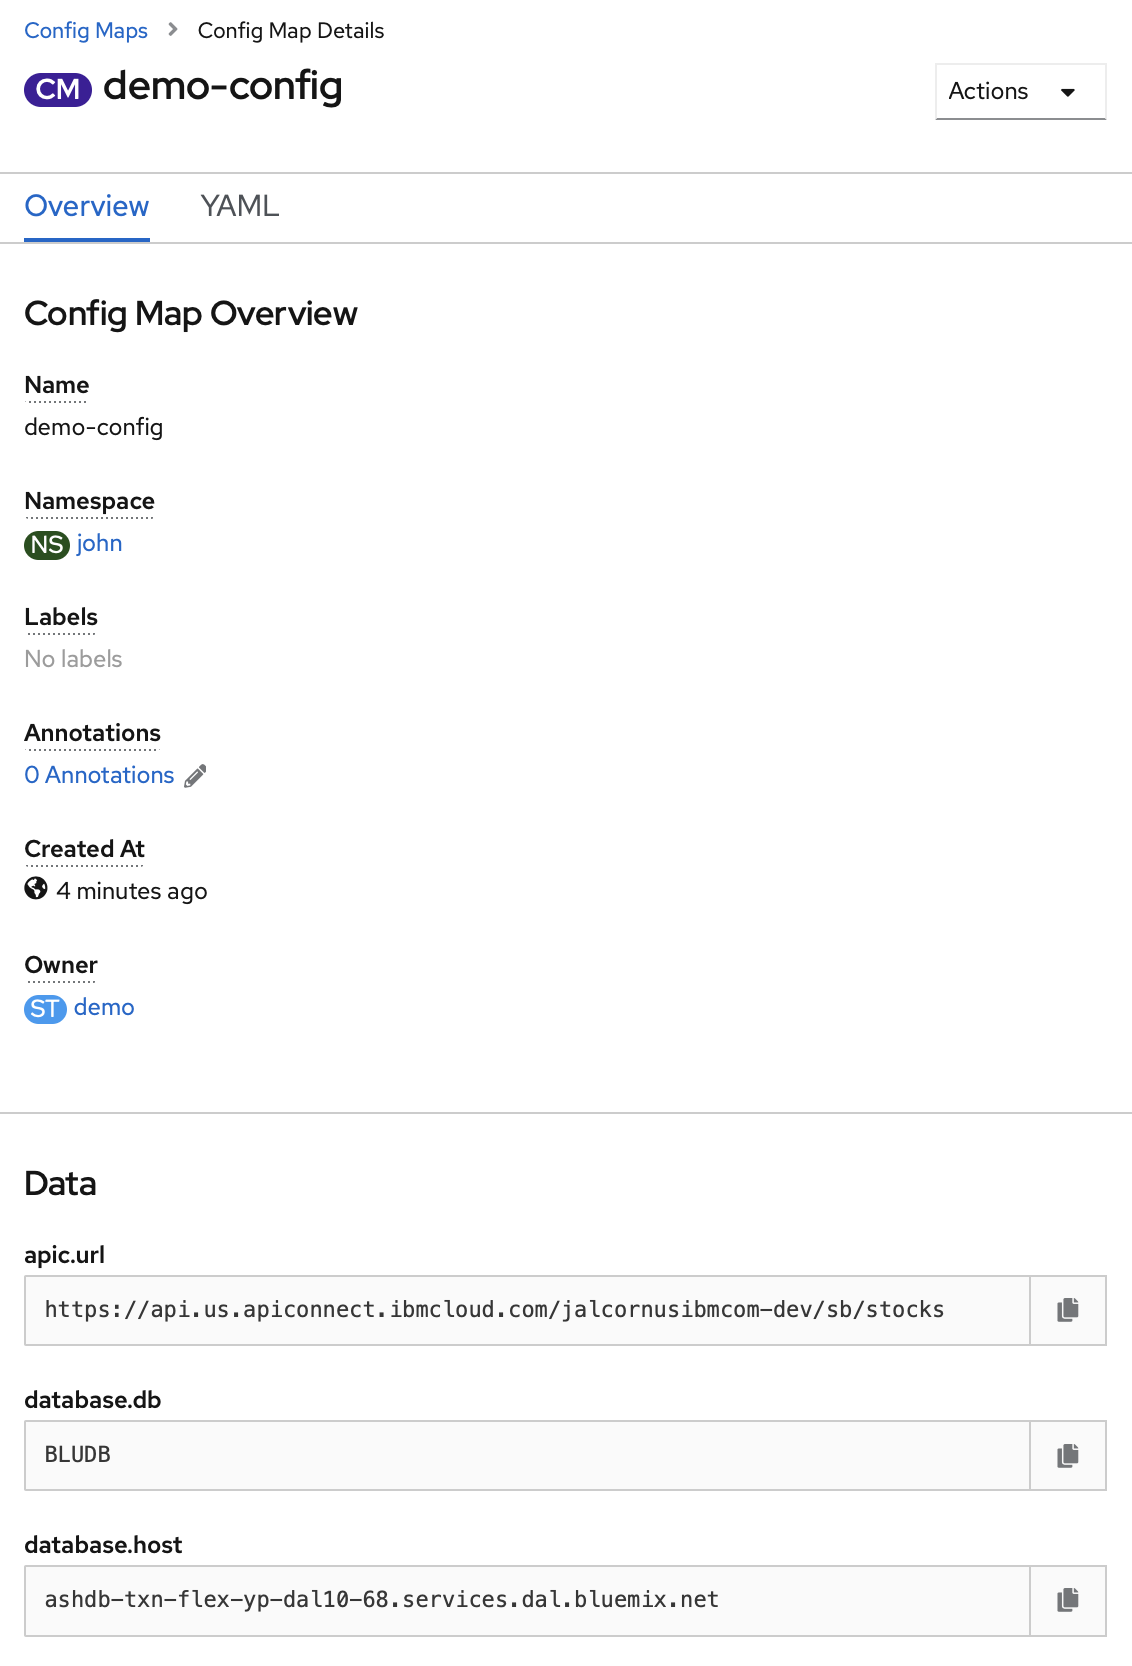 Config Maps > Config Map Details
CM demo-config
Actions
Overview YAML
Config Map Overview
Name
demo-config
Namespace
NS john
Labels
No labels
Annotations
0 Annotations
Created At
4 minutes ago
Owner
ST demo
Data
apic.url
https://api.us.apiconnect.ibmcloud.com/jalcornusibmcom-dev/sb/stocks
database.db
BLUDB
database.host
ashdb-txn-flex-yp-dal10-68.services.dal.bluemix.net